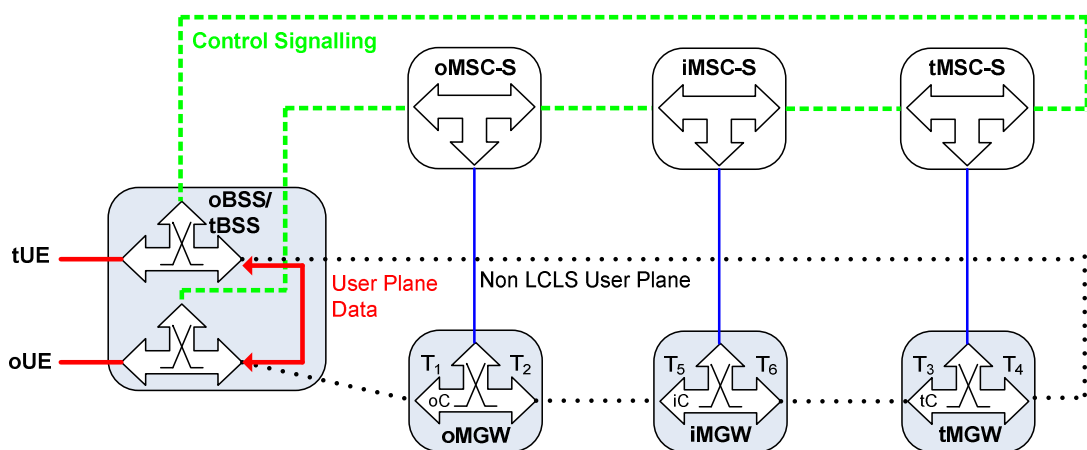 Control Signalling
oMSC-S
iMSC-S
tMSC-S
oBSS/
tBSS
tUE
User Plane
Data
Non LCLS User Plane
oUE
T1
T2
oC
oMGW
T5
T6
iC
iMGW
T3
T4
tC
tMGW